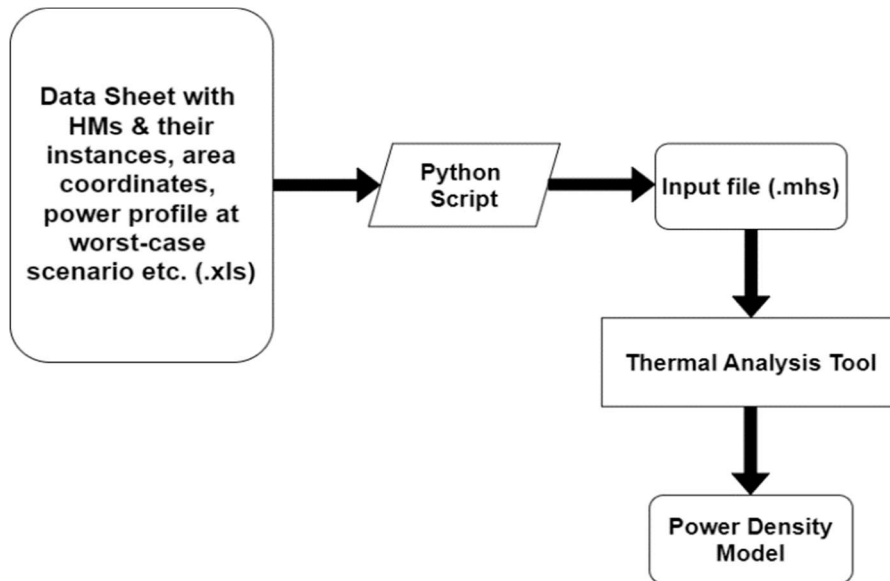 Data Sheet with
HMs & their
instances, area
coordinates,
power profile at
worst-case
scenario etc. (.xls)
Python
Script
Input file (.mhs)
Thermal Analysis Tool
Power Density
Model